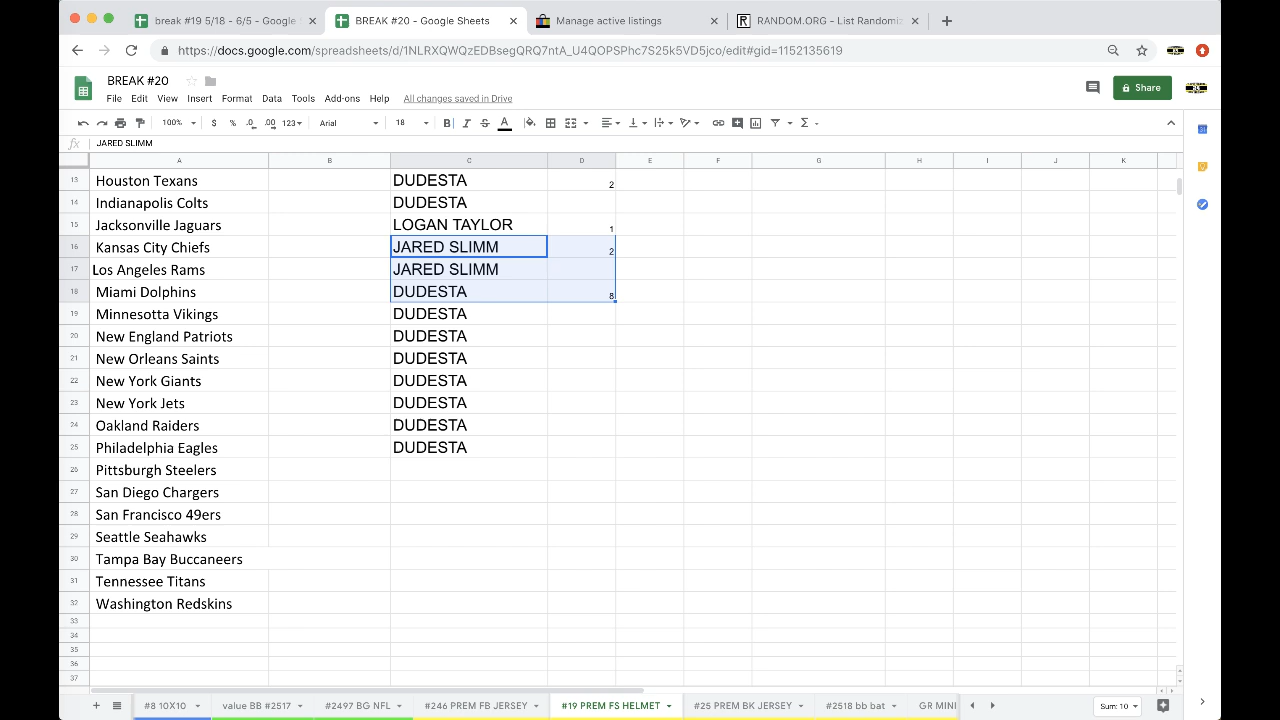 break #19 5/18 - 6/5 - Google
BREAK #20 - Google Sheets
Manage active listings
RANDOM.ORG - List Randomiz
https://docs.google.com/spreadsheets/d/1NLRXQWQzEDBsegQRQ7ntA_U4QOPSPhc7S25k5VD5jco/edit#gid=1152135619
BREAK #20
File Edit View Insert Format Data Tools Add-ons Help All changes saved in Drive
Share
100% $ % .0 .00 123 Arial 18 B I S A
fx JARED SLIMM
A B C D E F G H I J K
13 Houston Texans DUDESTA 2
14 Indianapolis Colts DUDESTA
15 Jacksonville Jaguars LOGAN TAYLOR 1
16 Kansas City Chiefs JARED SLIMM 2
17 Los Angeles Rams JARED SLIMM
18 Miami Dolphins DUDESTA 8
19 Minnesotta Vikings DUDESTA
20 New England Patriots DUDESTA
21 New Orleans Saints DUDESTA
22 New York Giants DUDESTA
23 New York Jets DUDESTA
24 Oakland Raiders DUDESTA
25 Philadelphia Eagles DUDESTA
26 Pittsburgh Steelers
27 San Diego Chargers
28 San Francisco 49ers
29 Seattle Seahawks
30 Tampa Bay Buccaneers
31 Tennessee Titans
32 Washington Redskins
33
34
35
36
37
#8 10X10 value BB #2517 #2497 BG NFL #246 PREM FB JERSEY #19 PREM FS HELMET #25 PREM BK JERSEY #2518 bb bat GR MINI Sum: 10